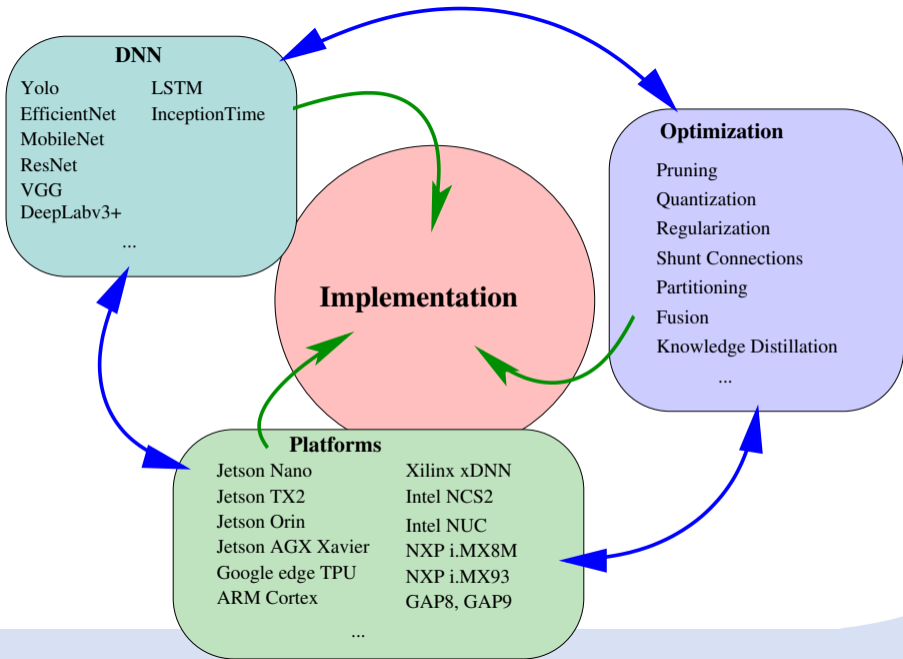 DNN
Yolo
EfficientNet
MobileNet
ResNet
VGG
DeepLabv3+
LSTM
InceptionTime
...
Optimization
Pruning
Quantization
Regularization
Shunt Connections
Partitioning
Fusion
Knowledge Distillation
...
Implementation
Platforms
Jetson Nano
Jetson TX2
Jetson Orin
Jetson AGX Xavier
Google edge TPU
ARM Cortex
Xilinx xDNN
Intel NCS2
Intel NUC
NXP i.MX8M
NXP i.MX93
GAP8, GAP9
...